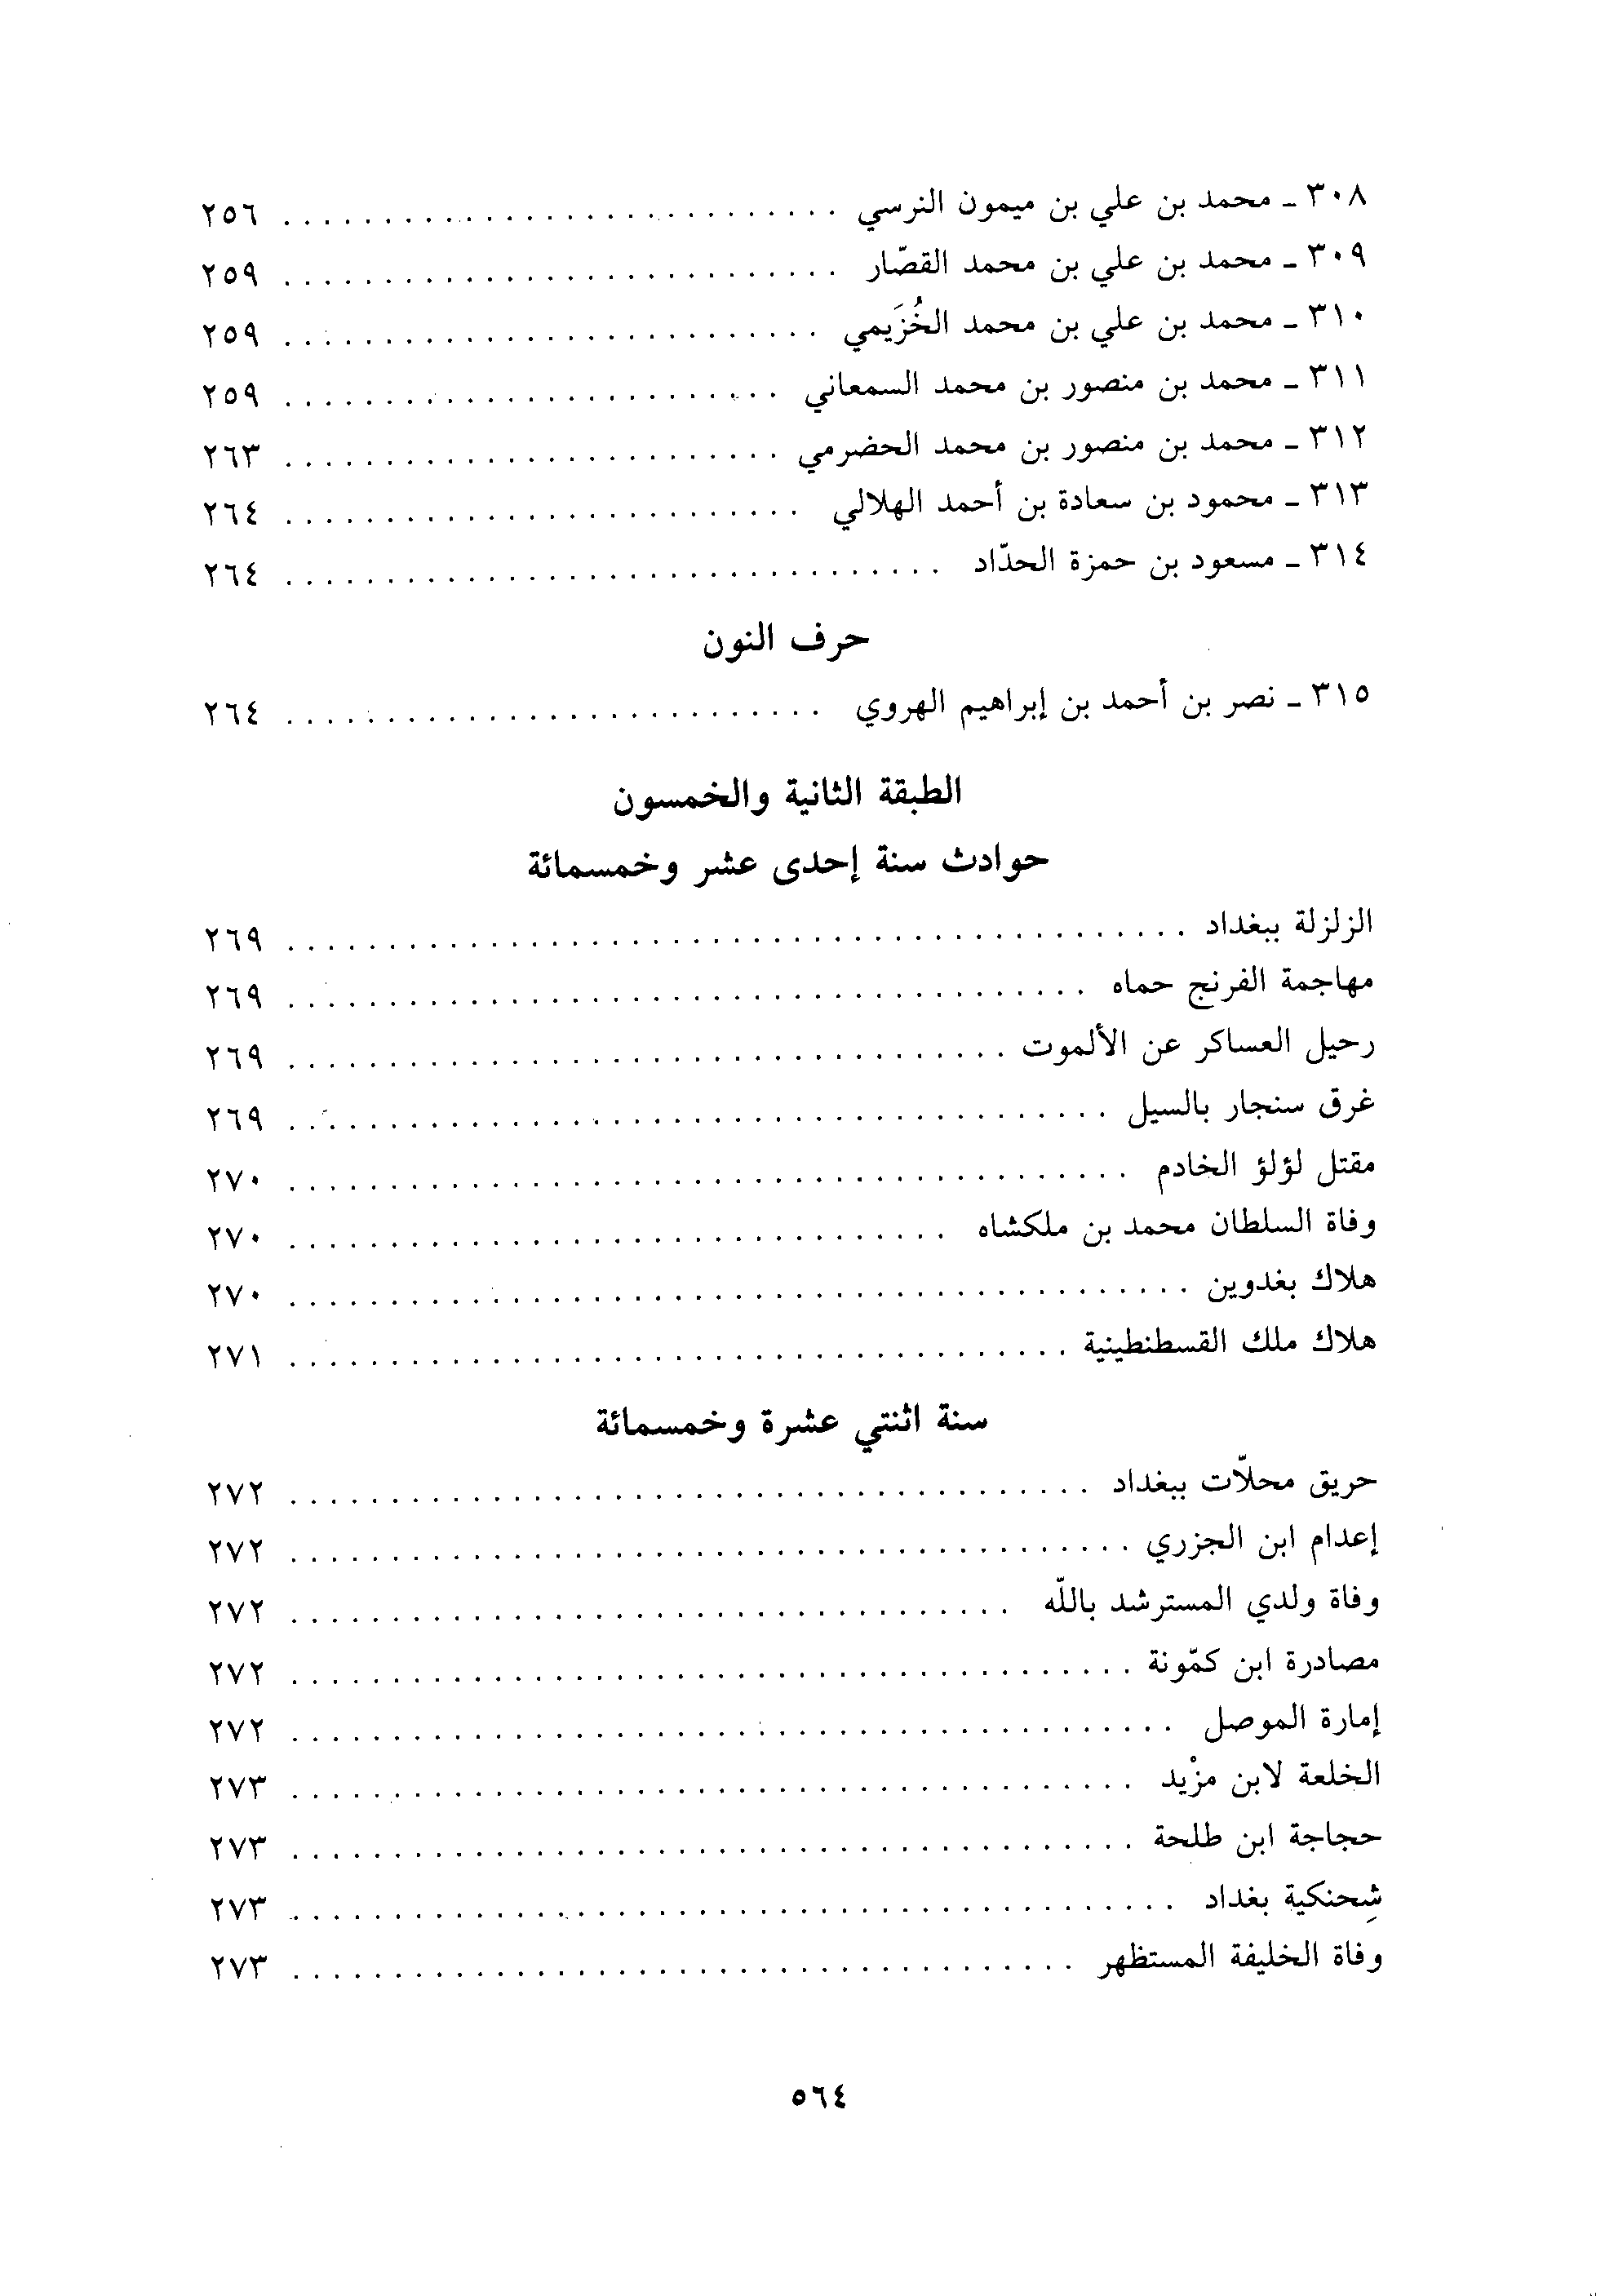 ٣٠٨ ـ محمد بن علي بن ميمون النرسي . . . . . . . . . . . . . . . . . . . . . . . . . . . . ٢٥٦
٣٠٩ ـ محمد بن علي بن محمد القصّار . . . . . . . . . . . . . . . . . . . . . . . . . . . . ٢٥٩
٣١٠ ـ محمد بن علي بن محمد الخُزَيمي . . . . . . . . . . . . . . . . . . . . . . . . . . . ٢٥٩
٣١١ ـ محمد بن منصور بن محمد السمعاني . . . . . . . . . . . . . . . . . . . . . . . . . ٢٥٩
٣١٢ ـ محمد بن منصور بن محمد الحضرمي . . . . . . . . . . . . . . . . . . . . . . . . . ٢٦٣
٣١٣ ـ محمود بن سعادة بن أحمد الهلالي . . . . . . . . . . . . . . . . . . . . . . . . . . ٢٦٤
٣١٤ ـ مسعود بن حمزة الحدّاد . . . . . . . . . . . . . . . . . . . . . . . . . . . . . . . . . ٢٦٤
حرف النون
٣١٥ ـ نصر بن أحمد بن إبراهيم الهروي . . . . . . . . . . . . . . . . . . . . . . . . . . . ٢٦٤
الطبقة الثانية والخمسون
حوادث سنة إحدى عشر وخمسمائة
الزلزلة ببغداد . . . . . . . . . . . . . . . . . . . . . . . . . . . . . . . . . . . . . . . . . . . . . ٢٦٩
مهاجمة الفرنج حماه . . . . . . . . . . . . . . . . . . . . . . . . . . . . . . . . . . . . . . . . ٢٦٩
رحيل العساكر عن الألموت . . . . . . . . . . . . . . . . . . . . . . . . . . . . . . . . . . . . ٢٦٩
غرق سنجار بالسيل . . . . . . . . . . . . . . . . . . . . . . . . . . . . . . . . . . . . . . . . . ٢٦٩
مقتل لؤلؤ الخادم . . . . . . . . . . . . . . . . . . . . . . . . . . . . . . . . . . . . . . . . . . ٢٧٠
وفاة السلطان محمد بن ملكشاه . . . . . . . . . . . . . . . . . . . . . . . . . . . . . . . . . ٢٧٠
هلاك بغدوين . . . . . . . . . . . . . . . . . . . . . . . . . . . . . . . . . . . . . . . . . . . . . ٢٧٠
هلاك ملك القسطنطينية . . . . . . . . . . . . . . . . . . . . . . . . . . . . . . . . . . . . . . . ٢٧١
سنة اثنتي عشرة وخمسمائة
حريق محلاّت ببغداد . . . . . . . . . . . . . . . . . . . . . . . . . . . . . . . . . . . . . . . . ٢٧٢
إعدام ابن الجزري . . . . . . . . . . . . . . . . . . . . . . . . . . . . . . . . . . . . . . . . . . ٢٧٢
وفاة ولدي المسترشد باللّه . . . . . . . . . . . . . . . . . . . . . . . . . . . . . . . . . . . . ٢٧٢
مصادرة ابن كمّونة . . . . . . . . . . . . . . . . . . . . . . . . . . . . . . . . . . . . . . . . . . ٢٧٢
إمارة الموصل . . . . . . . . . . . . . . . . . . . . . . . . . . . . . . . . . . . . . . . . . . . . ٢٧٢
الخلعة لابن مزْيد . . . . . . . . . . . . . . . . . . . . . . . . . . . . . . . . . . . . . . . . . . ٢٧٣
حجاجة ابن طلحة . . . . . . . . . . . . . . . . . . . . . . . . . . . . . . . . . . . . . . . . . . ٢٧٣
شِحنكية بغداد . . . . . . . . . . . . . . . . . . . . . . . . . . . . . . . . . . . . . . . . . . . . ٢٧٣
وفاة الخليفة المستظهر . . . . . . . . . . . . . . . . . . . . . . . . . . . . . . . . . . . . . . . ٢٧٣
٥٦٤